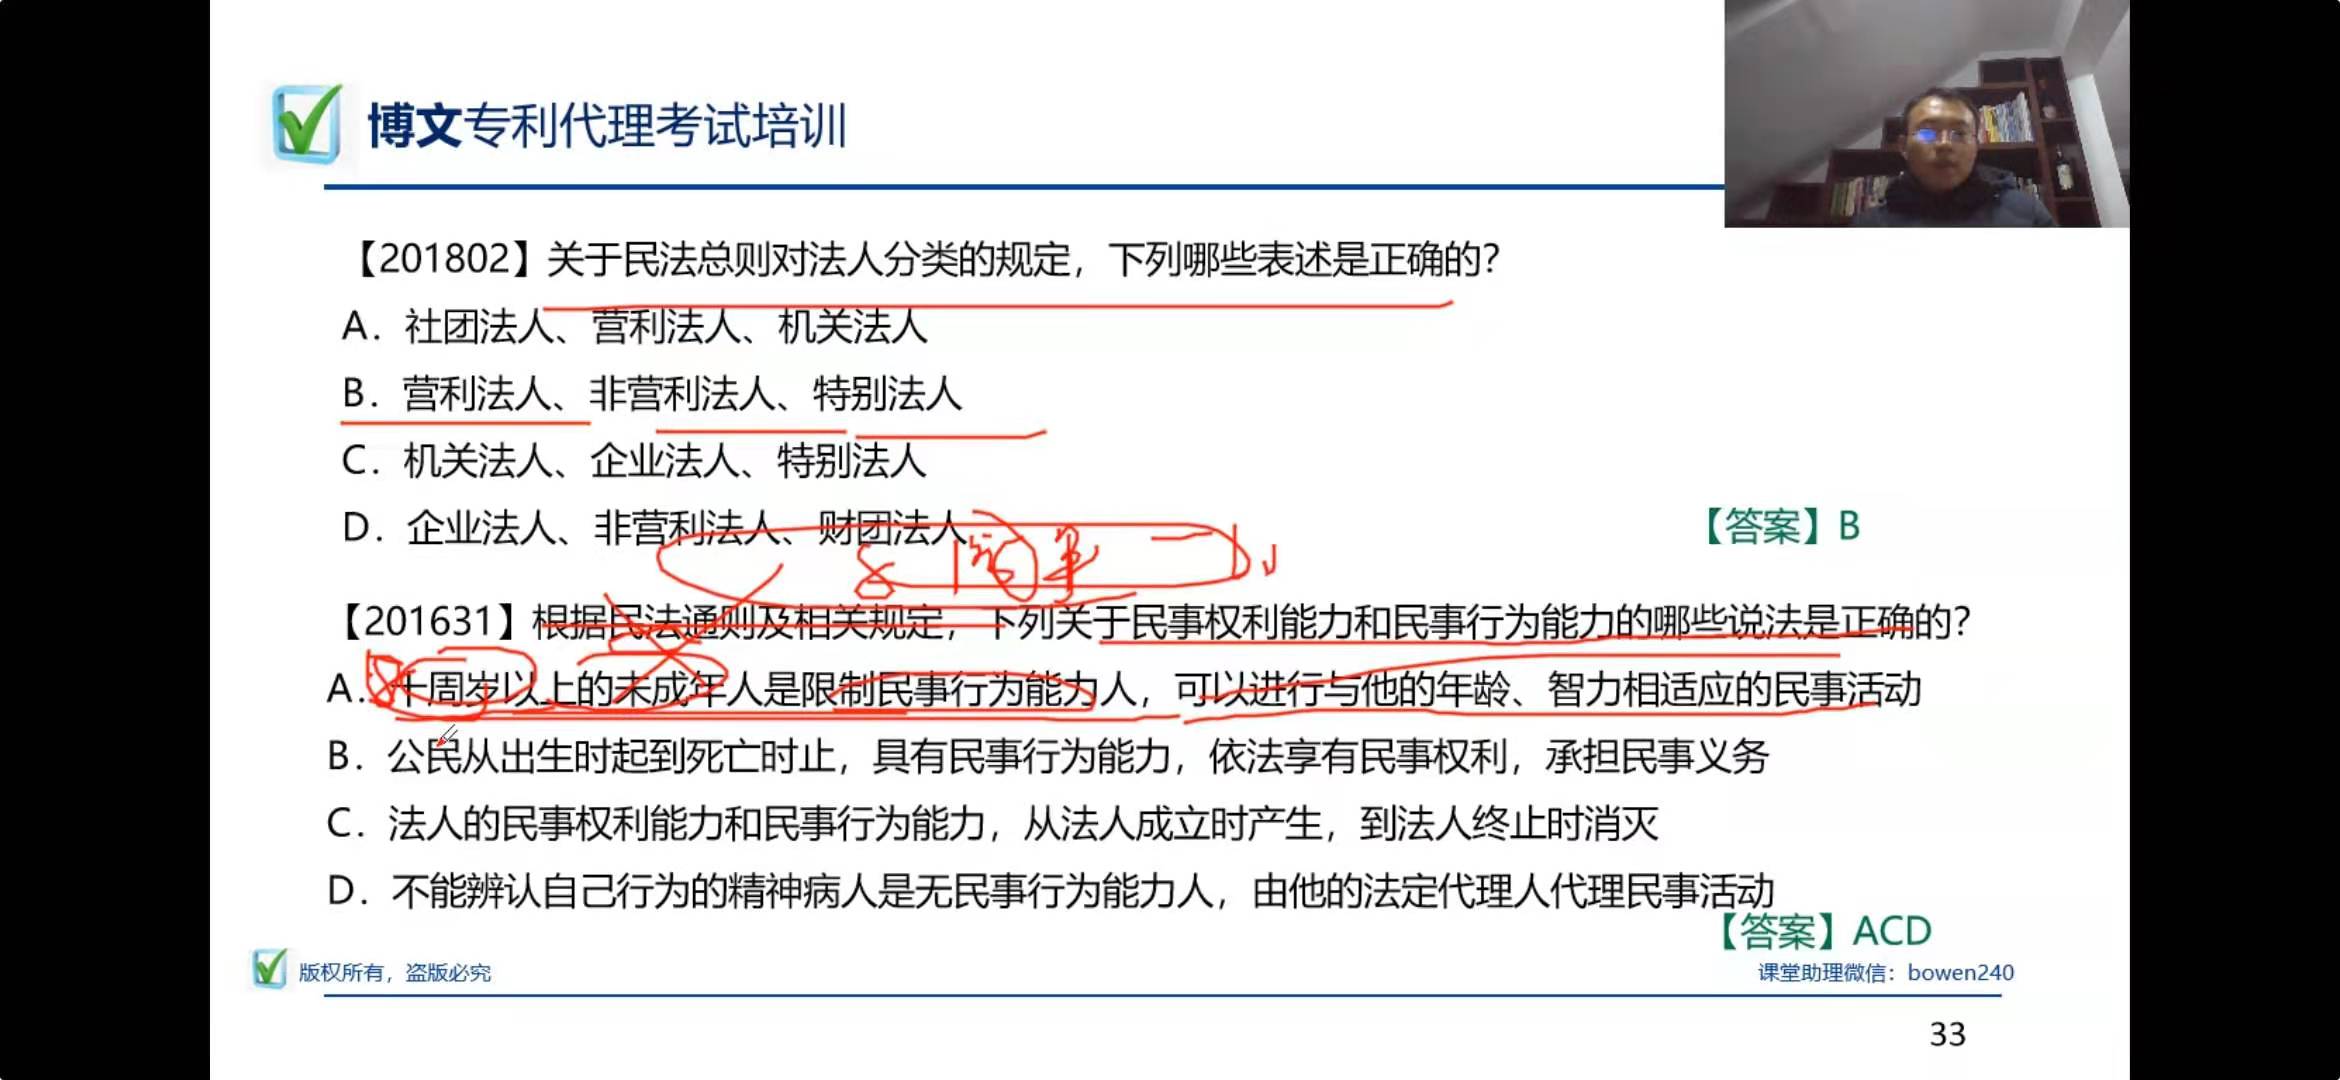 博文专利代理考试培训
【201802】关于民法总则对法人分类的规定，下列哪些表述是正确的？
A．社团法人、营利法人、机关法人
B．营利法人、非营利法人、特别法人
C．机关法人、企业法人、特别法人
D．企业法人、非营利法人、财团法人
【答案】B
8
【201631】根据民法通则及相关规定，下列关于民事权利能力和民事行为能力的哪些说法是正确的？
A．十周岁以上的未成年人是限制民事行为能力人，可以进行与他的年龄、智力相适应的民事活动
B．公民从出生时起到死亡时止，具有民事行为能力，依法享有民事权利，承担民事义务
C．法人的民事权利能力和民事行为能力，从法人成立时产生，到法人终止时消灭
D．不能辨认自己行为的精神病人是无民事行为能力人，由他的法定代理人代理民事活动
【答案】ACD
版权所有，盗版必究
课堂助理微信：bowen240
33